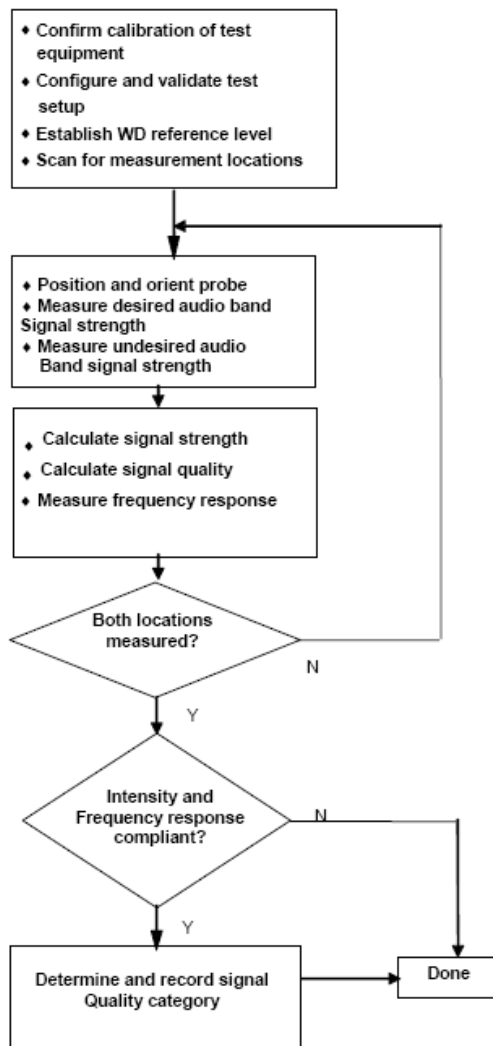 ♦ Confirm calibration of test
equipment
♦ Configure and validate test
setup
♦ Establish WD reference level
♦ Scan for measurement locations
♦ Position and orient probe
♦ Measure desired audio band
Signal strength
♦ Measure undesired audio
Band signal strength
♦ Calculate signal strength
♦ Calculate signal quality
♦ Measure frequency response
Both locations
measured?
N
Y
Intensity and
Frequency response
compliant?
N
Y
Determine and record signal
Quality category
Done